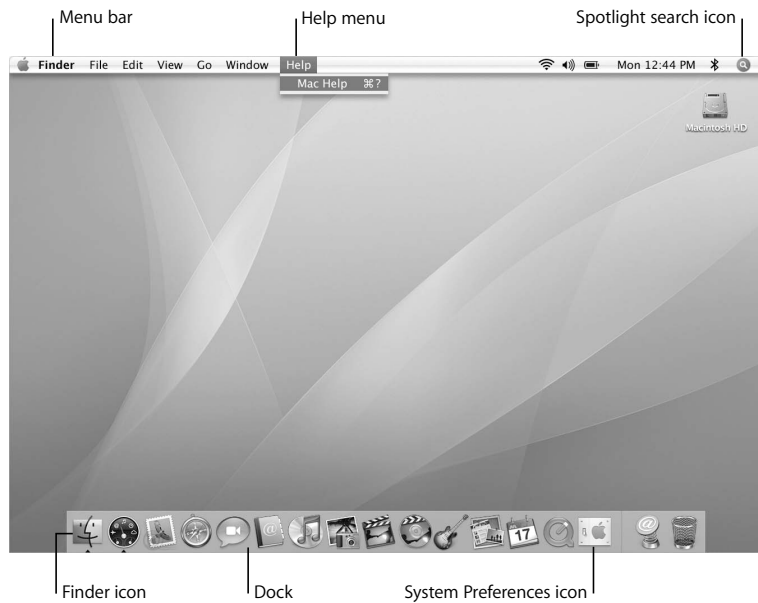 Menu bar
Help menu
Spotlight search icon
Finder File Edit View Go Window Help Mon 12:44 PM
Mac Help ⌘?
Macintosh HD
17
Finder icon
Dock
System Preferences icon